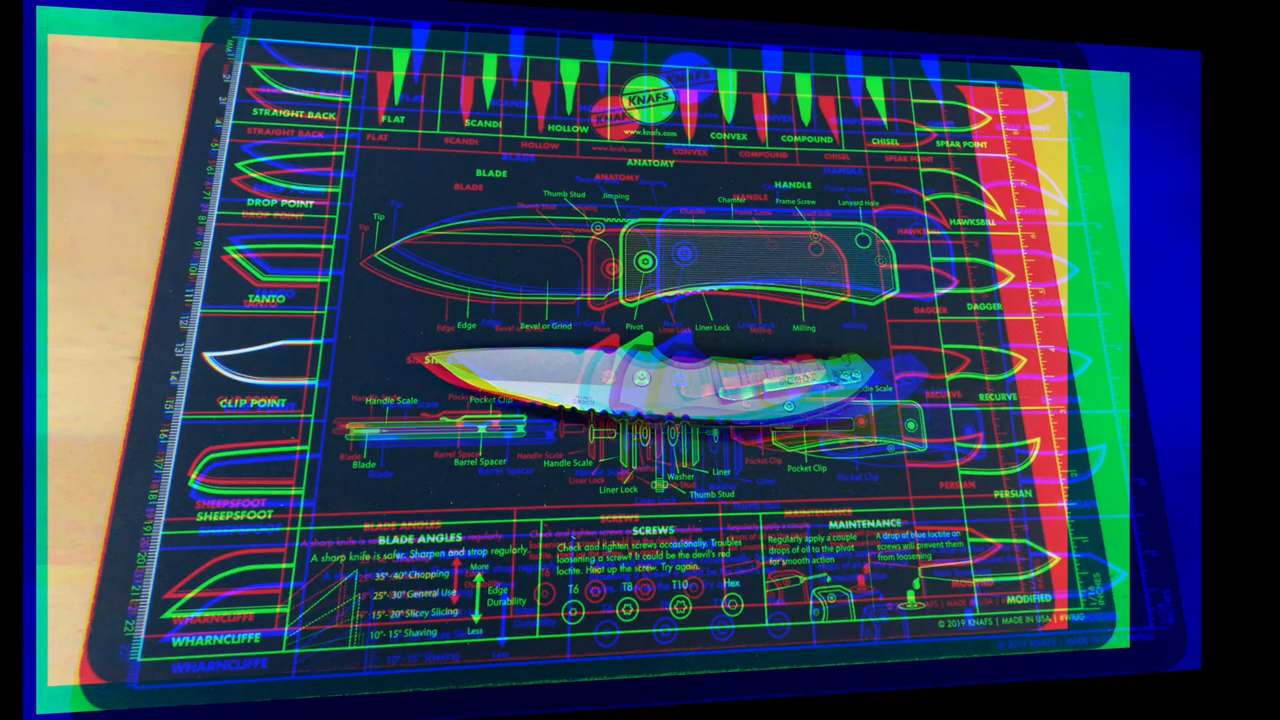 KNAFS
www.knafs.com
FLAT
SCANDI
HOLLOW
CONVEX
COMPOUND
CHISEL
STRAIGHT BACK
DROP POINT
TANTO
CLIP POINT
SHEEPSFOOT
WHARNCLIFFE
SPEAR POINT
HAWKSBILL
DAGGER
RECURVE
PERSIAN
MODIFIED
ANATOMY
BLADE
HANDLE
Thumb Stud
Jimping
Chamfer
Frame Screw
Lanyard Hole
Tip
Edge
Bevel or Grind
Pivot
Liner Lock
Milling
Handle Scale
Pocket Clip
Blade
Barrel Spacer
Handle Scale
Liner Lock
Washer
Thumb Stud
Liner
Pocket Clip
BLADE ANGLES
A sharp knife is safer. Sharpen and strop regularly.
35°-40° Chopping
25°-30° General Use
15°-20° Slicey Slicing
10°-15° Shaving
More
Edge
Durability
Less
SCREWS
Check and tighten screws occasionally. Troubles
loosening a screw? It could be the devil's red
loctite. Heat up the screw. Try again.
T6
T8
T10
Hex
MAINTENANCE
Regularly apply a couple
drops of oil to the pivot
for smooth action
A drop of blue loctite on
screws will prevent them
from loosening
© 2019 KNAFS | MADE IN USA |